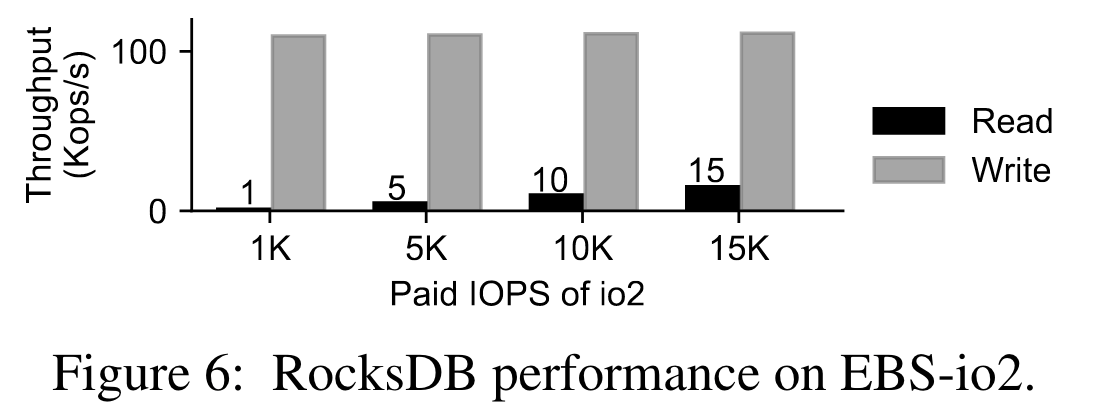 Throughput
(Kops/s)
100
0
1
5
10
15
Read
Write
1K
5K
10K
15K
Paid IOPS of io2
Figure 6: RocksDB performance on EBS-io2.